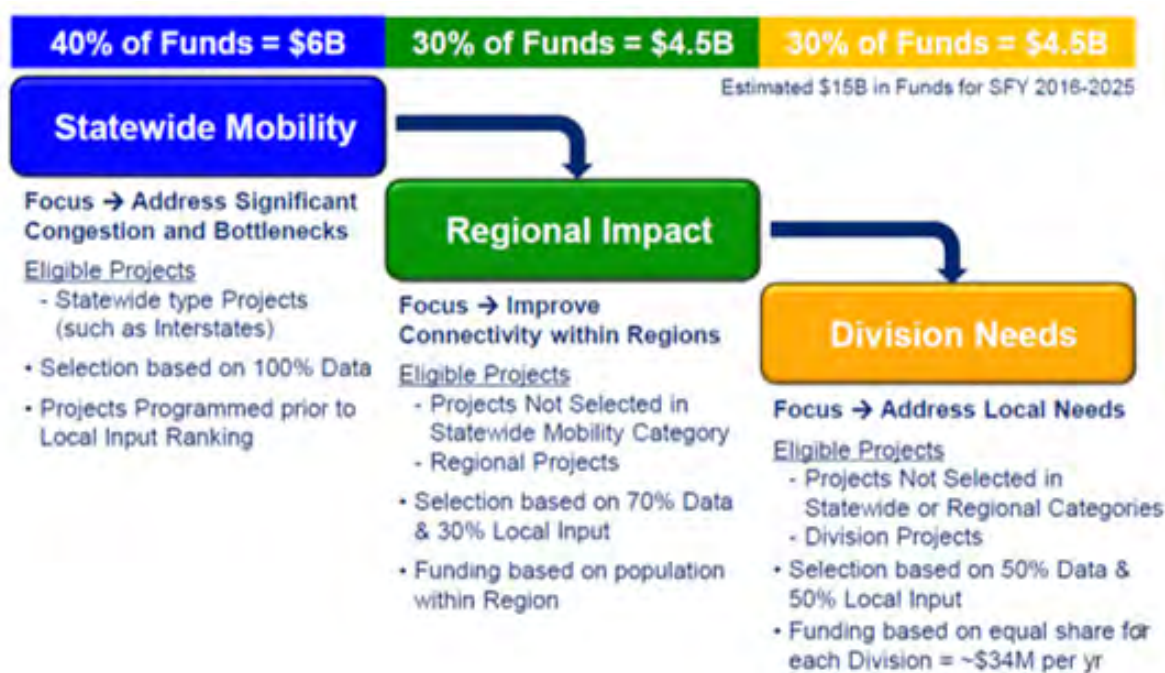 40% of Funds = $6B
30% of Funds = $4.5B
30% of Funds = $4.5B
Estimated $15B in Funds for SFY 2016-2025
Statewide Mobility
Focus → Address Significant
Congestion and Bottlenecks
Eligible Projects
- Statewide type Projects
(such as Interstates)
• Selection based on 100% Data
• Projects Programmed prior to
Local Input Ranking
Regional Impact
Focus → Improve
Connectivity within Regions
Eligible Projects
- Projects Not Selected in
Statewide Mobility Category
- Regional Projects
• Selection based on 70% Data
& 30% Local Input
• Funding based on population
within Region
Division Needs
Focus → Address Local Needs
Eligible Projects
- Projects Not Selected in
Statewide or Regional Categories
- Division Projects
• Selection based on 50% Data &
50% Local Input
• Funding based on equal share for
each Division = ~$34M per yr